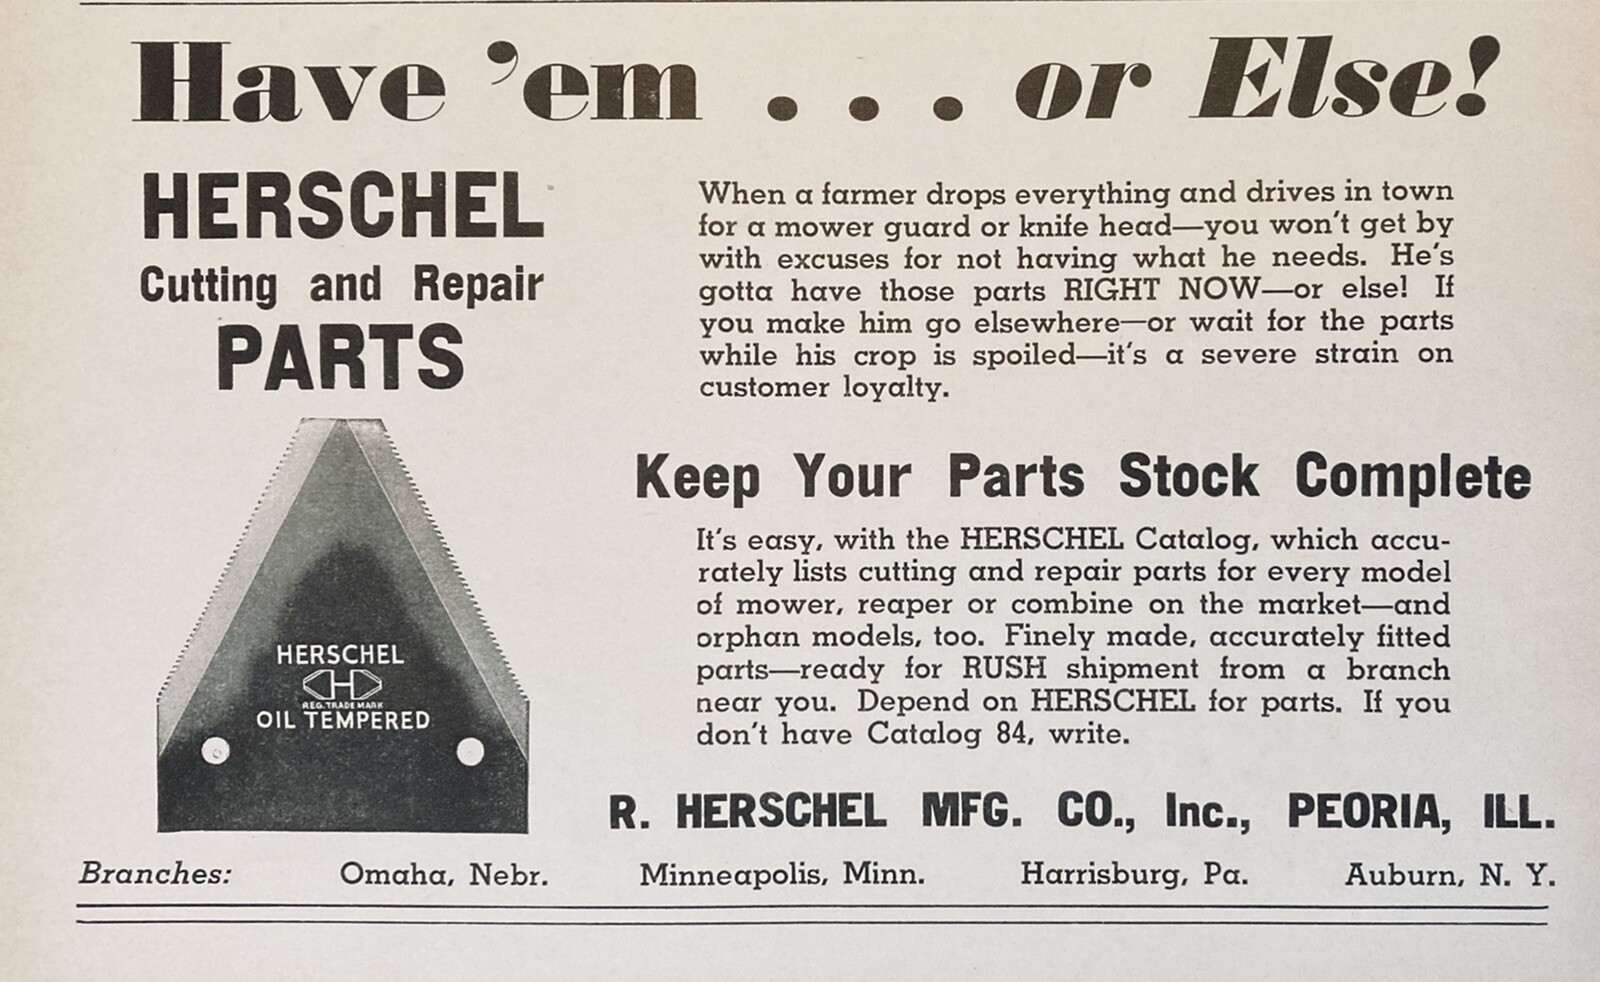 Have 'em . . . or Else!
HERSCHEL
Cutting and Repair
PARTS
HERSCHEL
H
REG. TRADE MARK
OIL TEMPERED
When a farmer drops everything and drives in town
for a mower guard or knife head—you won't get by
with excuses for not having what he needs. He's
gotta have those parts RIGHT NOW—or else! If
you make him go elsewhere—or wait for the parts
while his crop is spoiled—it's a severe strain on
customer loyalty.
Keep Your Parts Stock Complete
It's easy, with the HERSCHEL Catalog, which accu-
rately lists cutting and repair parts for every model
of mower, reaper or combine on the market—and
orphan models, too. Finely made, accurately fitted
parts—ready for RUSH shipment from a branch
near you. Depend on HERSCHEL for parts. If you
don't have Catalog 84, write.
R. HERSCHEL MFG. CO., Inc., PEORIA, ILL.
Branches: Omaha, Nebr. Minneapolis, Minn. Harrisburg, Pa. Auburn, N. Y.